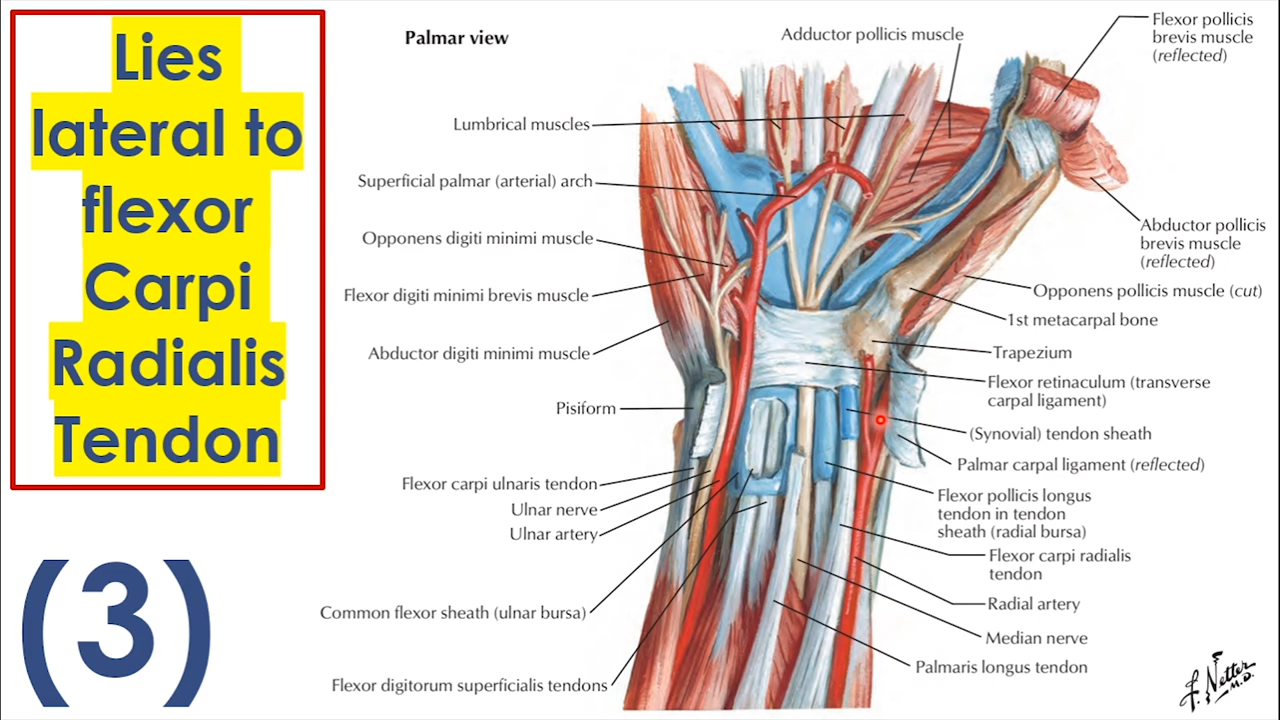 Lies
lateral to
flexor
Carpi
Radialis
Tendon
(3)
Palmar view
Lumbrical muscles
Superficial palmar (arterial) arch
Opponens digiti minimi muscle
Flexor digiti minimi brevis muscle
Abductor digiti minimi muscle
Pisiform
Flexor carpi ulnaris tendon
Ulnar nerve
Ulnar artery
Common flexor sheath (ulnar bursa)
Flexor digitorum superficialis tendons
Adductor pollicis muscle
Flexor pollicis
brevis muscle
(reflected)
Abductor pollicis
brevis muscle
(reflected)
Opponens pollicis muscle (cut)
1st metacarpal bone
Trapezium
Flexor retinaculum (transverse
carpal ligament)
(Synovial) tendon sheath
Palmar carpal ligament (reflected)
Flexor pollicis longus
tendon in tendon
sheath (radial bursa)
Flexor carpi radialis
tendon
Radial artery
Median nerve
Palmaris longus tendon
F. Netter
M.D.